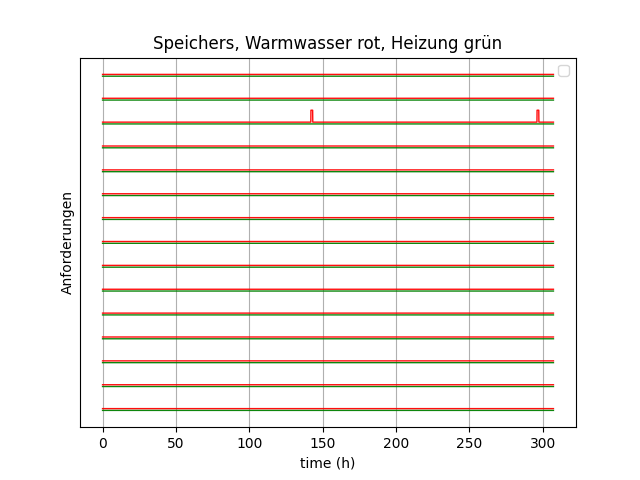 Speichers, Warmwasser rot, Heizung grün
Anforderungen
0 50 100 150 200 250 300
time (h)